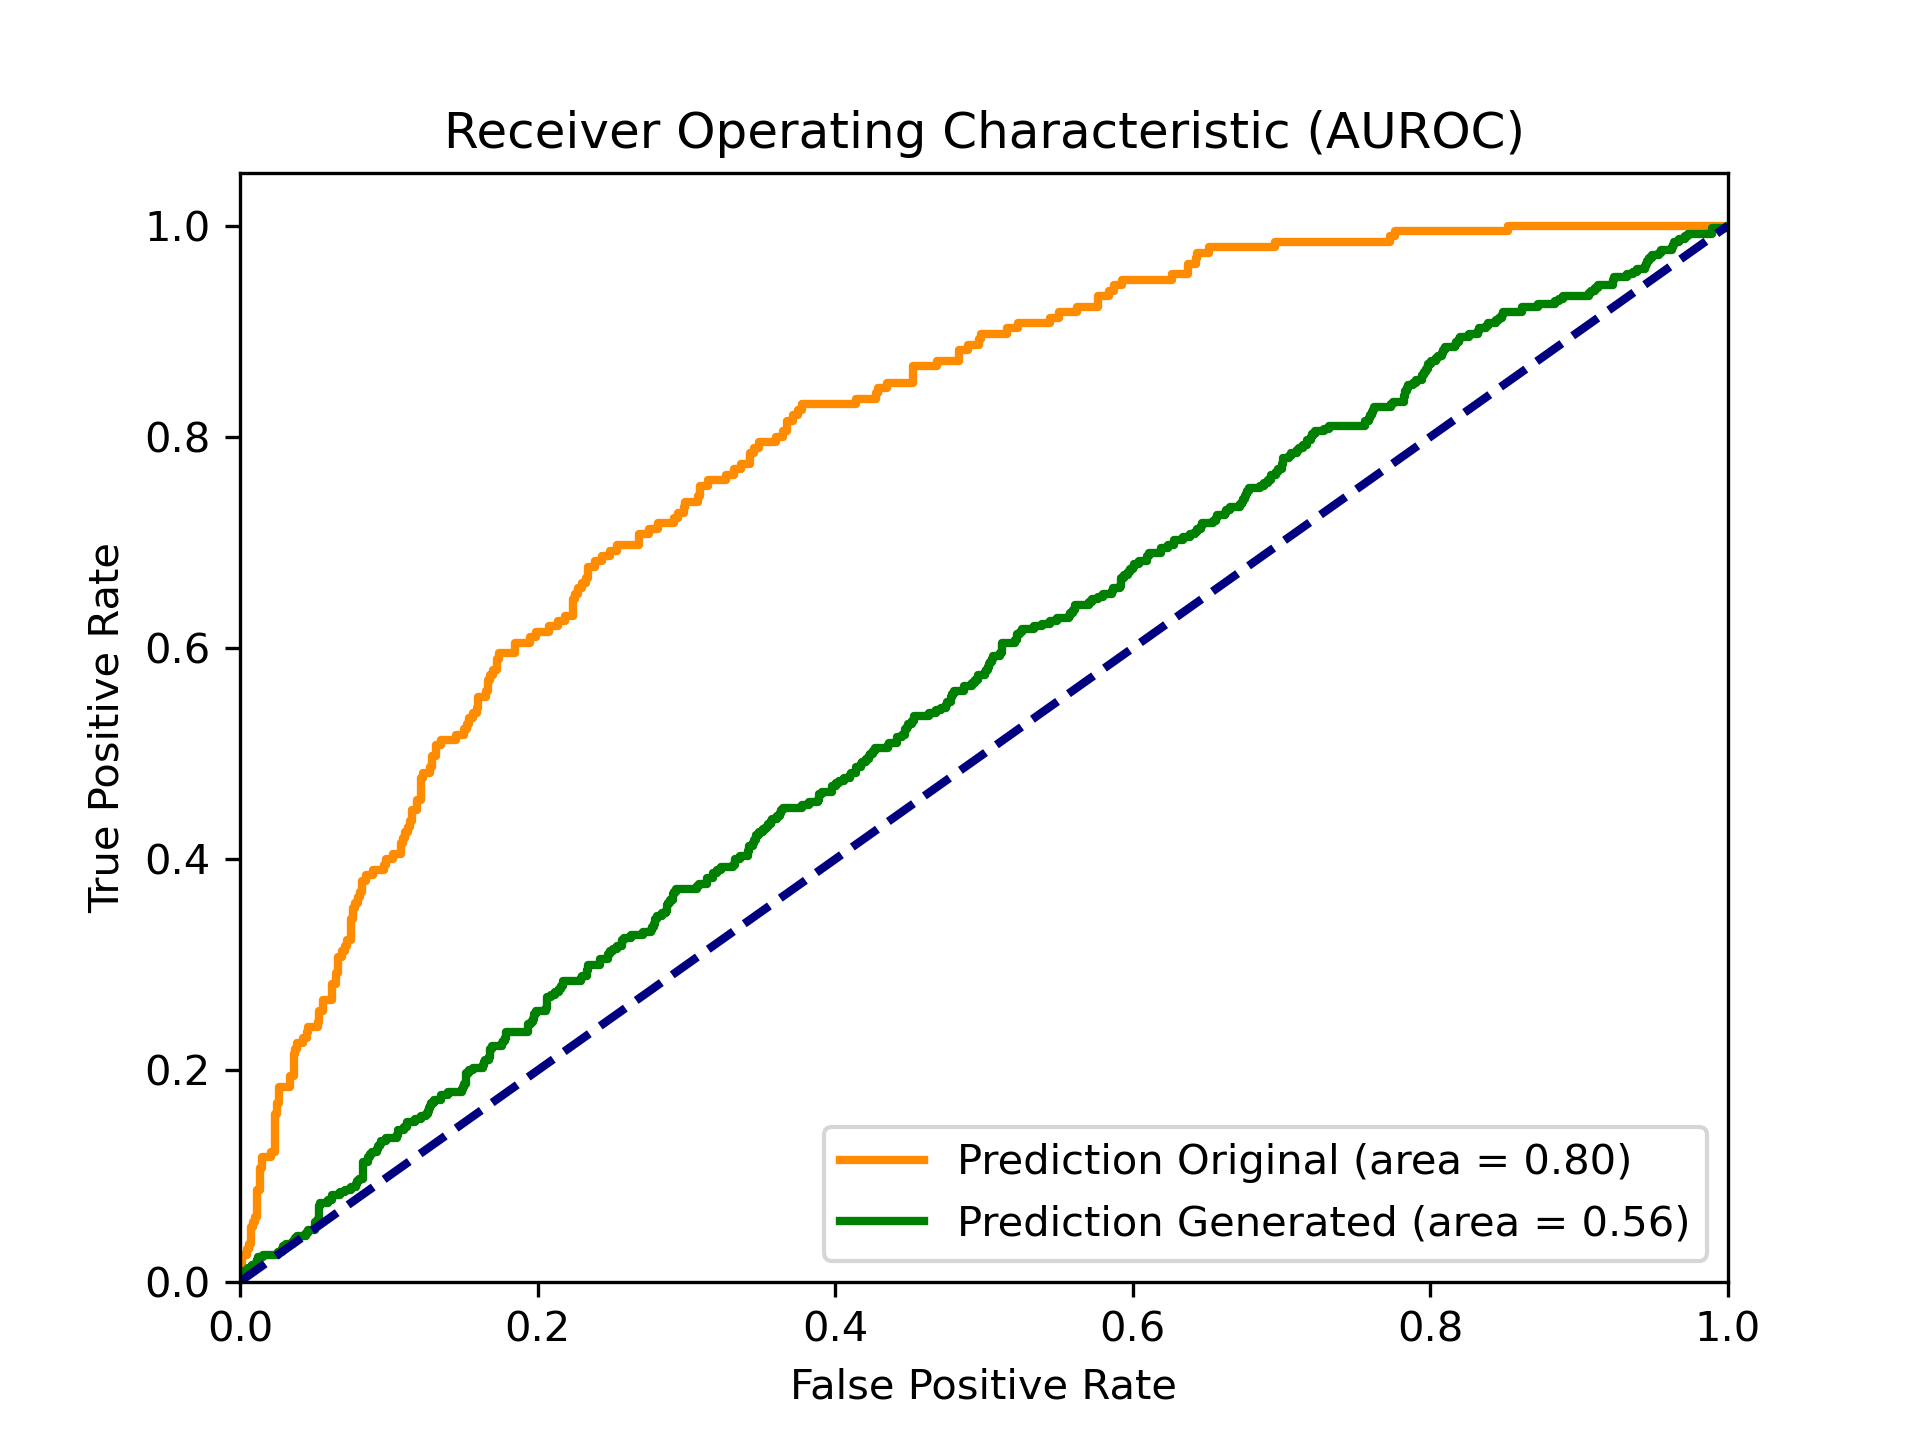 Receiver Operating Characteristic (AUROC)
1.0
0.8
0.6
0.4
0.2
0.0
True Positive Rate
0.0 0.2 0.4 0.6 0.8 1.0
False Positive Rate
Prediction Original (area = 0.80)
Prediction Generated (area = 0.56)